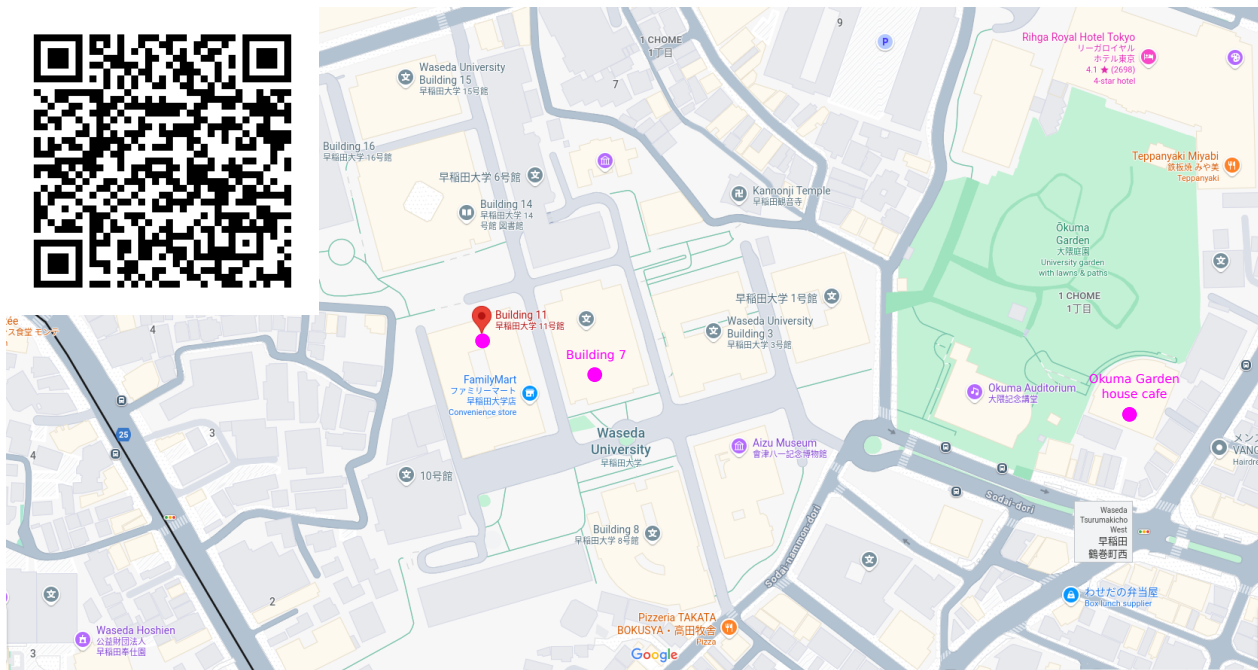 1 CHOME
1丁目
9
P
7
Waseda University
Building 15
早稲田大学 15号館
Rihga Royal Hotel Tokyo
リーガロイヤル
ホテル東京
4.1 ★ (2698)
4-star hotel
Building 16
早稲田大学 16号館
早稲田大学 6号館
Building 14
早稲田大学 14
号館 図書館
Kannonji Temple
早稲田観音寺
Teppanyaki Miyabi
鉄板焼 みや美
Teppanyaki
Ōkuma
Garden
大隈庭園
University garden
with lawns & paths
1 CHOME
1丁目
早稲田大学 1号館
Waseda University
Building 3
早稲田大学 3号館
Building 11
早稲田大学 11号館
Building 7
FamilyMart
ファミリーマート
早稲田大学店
Convenience store
Okuma Auditorium
大隈記念講堂
Okuma Garden
house cafe
4
ス食堂
25
3
4
3
2
3
Waseda
University
早稲田大学
Aizu Museum
會津八一記念博物館
10号館
Building 8
早稲田大学 8号館
メンズ
VANC
Hairdre
Sodai-dori
Sodai-nammon-dori
Waseda
Tsurumakicho
West
早稲田
鶴巻町西
わせだの弁当屋
Box lunch supplier
Waseda Hoshien
公益財団法人
早稲田奉仕園
Pizzeria TAKATA
BOKUSYA・高田牧舎
Pizza
Google